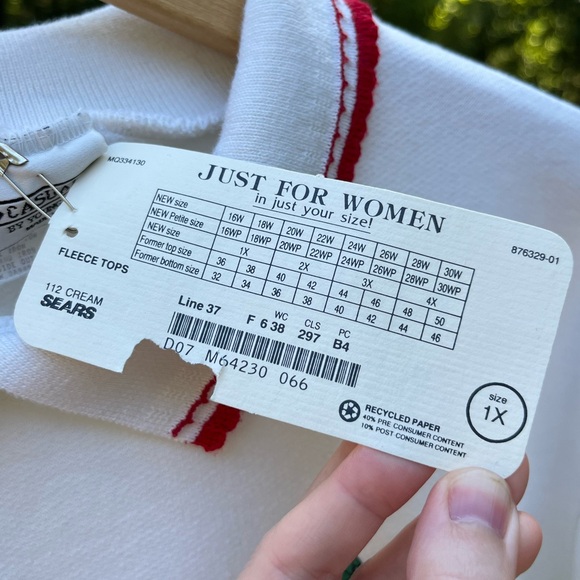 MQ334130
JUST FOR WOMEN
in just your size!
876329-01
NEW size 16W 18W 20W 22W 24W 26W 28W 30W
NEW Petite size 16WP 18WP 20WP 22WP 24WP 26WP 28WP 30WP
NEW size 1X 2X 3X 4X
Former top size 36 38 40 42 44 46 48 50
Former bottom size 32 34 36 38 40 42 44 46
FLEECE TOPS
112 CREAM
SEARS
Line 37 WC CLS PC
F 6 38 297 B4
D07 M64230 066
RECYCLED PAPER
40% PRE CONSUMER CONTENT
10% POST CONSUMER CONTENT
size
1X